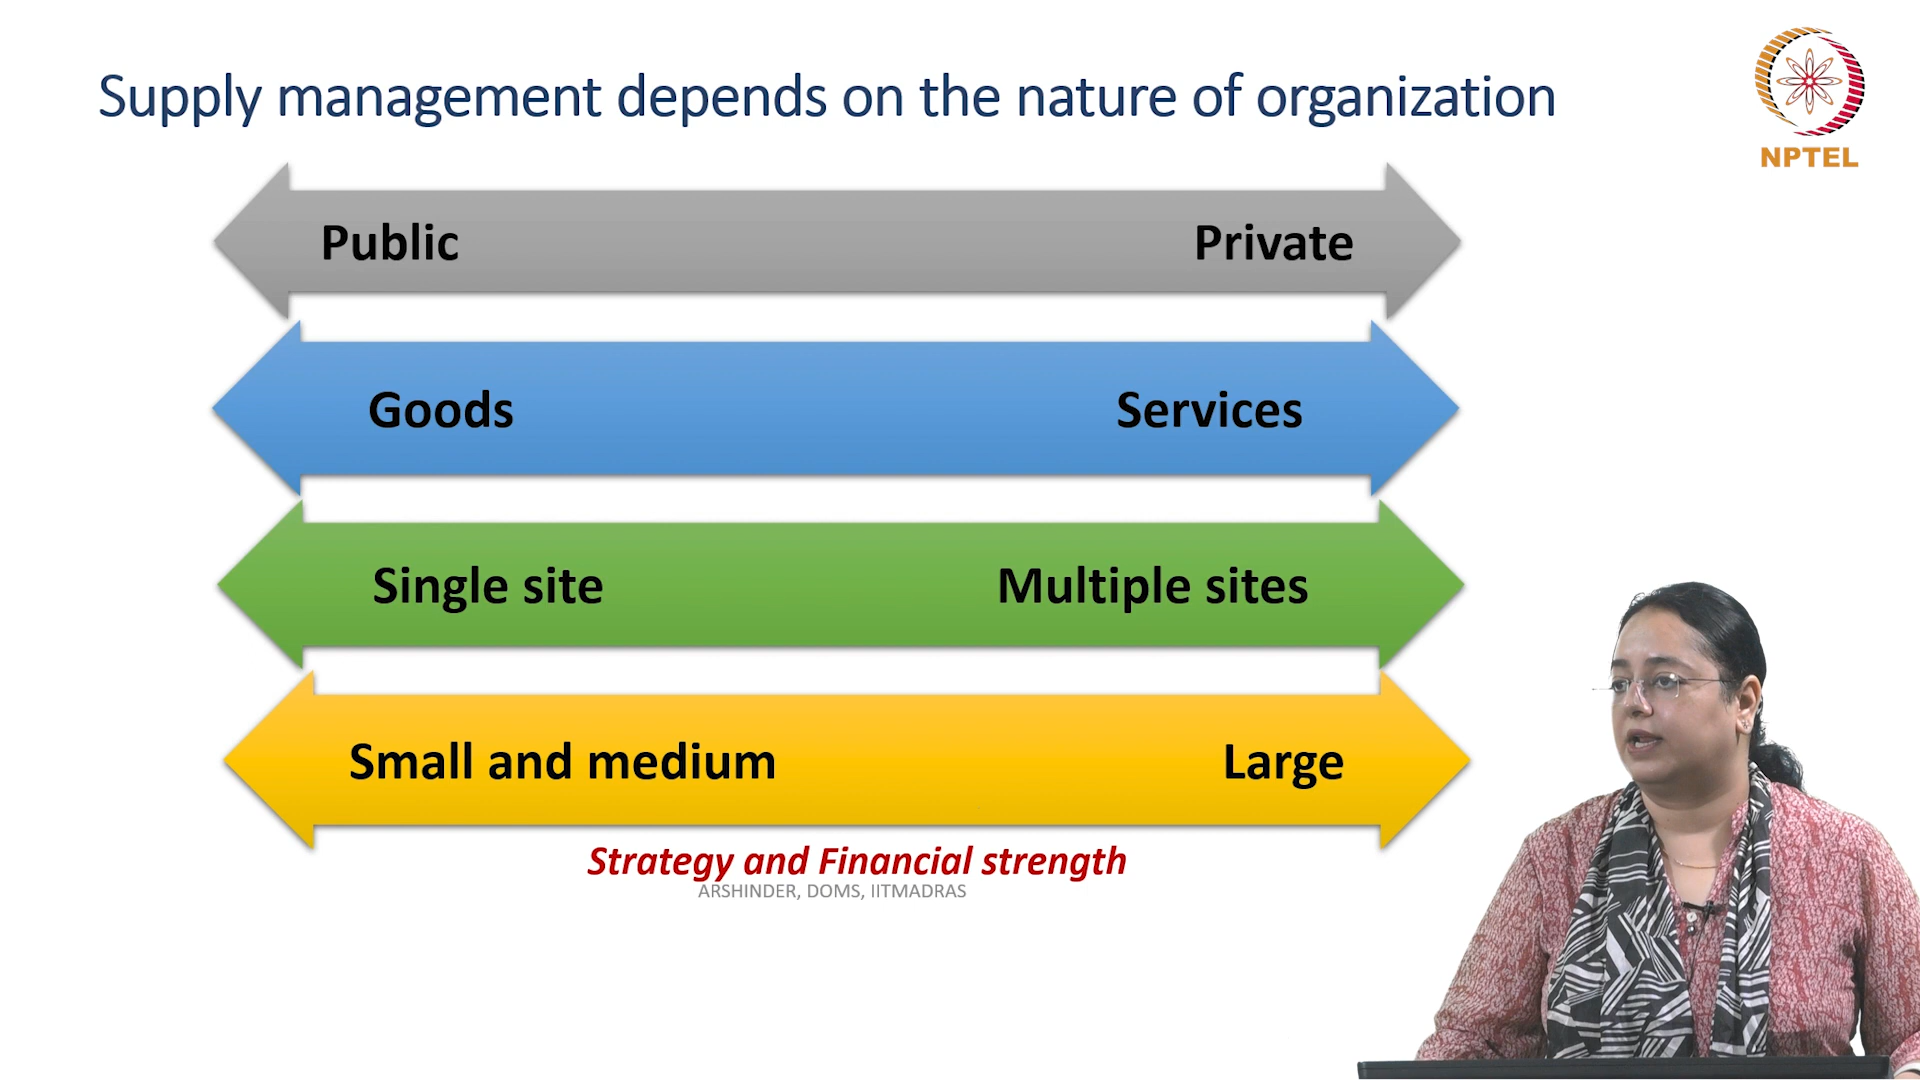 Supply management depends on the nature of organization
NPTEL
Public Private
Goods Services
Single site Multiple sites
Small and medium Large
Strategy and Financial strength
ARSHINDER, DOMS, IITMADRAS